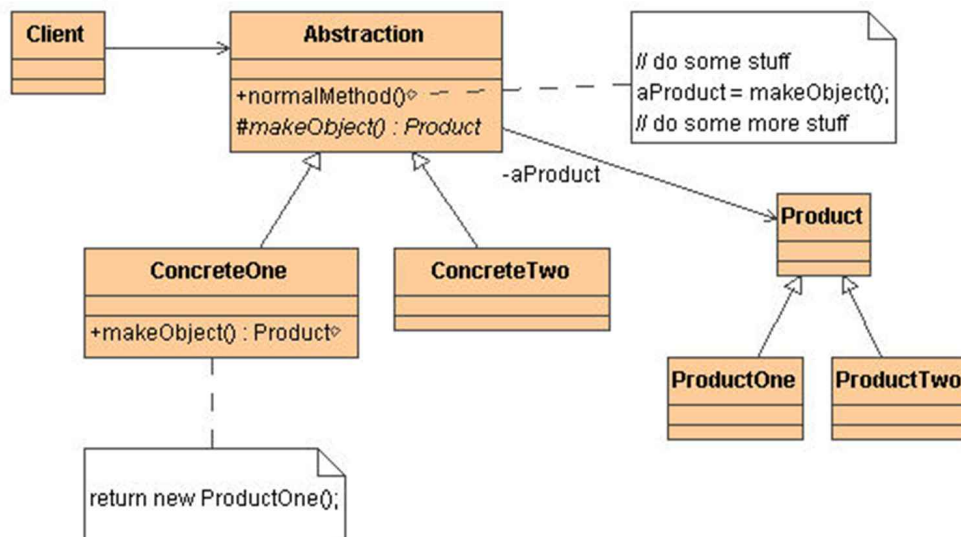 Client
Abstraction
+normalMethod()
#makeObject() : Product
// do some stuff
aProduct = makeObject();
// do some more stuff
-aProduct
Product
ConcreteOne
+makeObject() : Product
ConcreteTwo
ProductOne
ProductTwo
return new ProductOne();